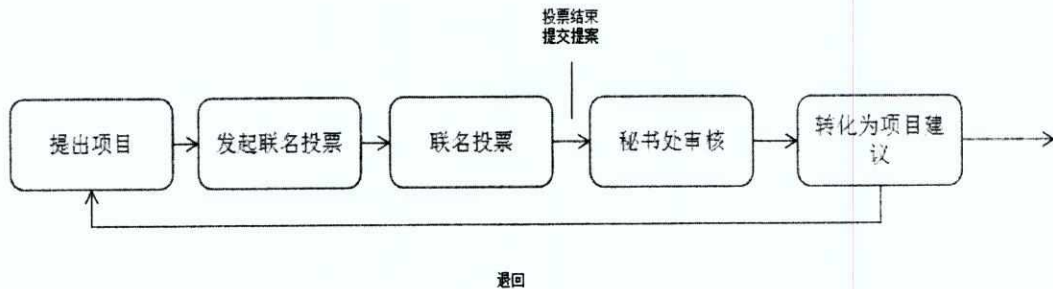 投票结束
提交提案
提出项目
发起联名投票
联名投票
秘书处审核
转化为项目建
议
退回